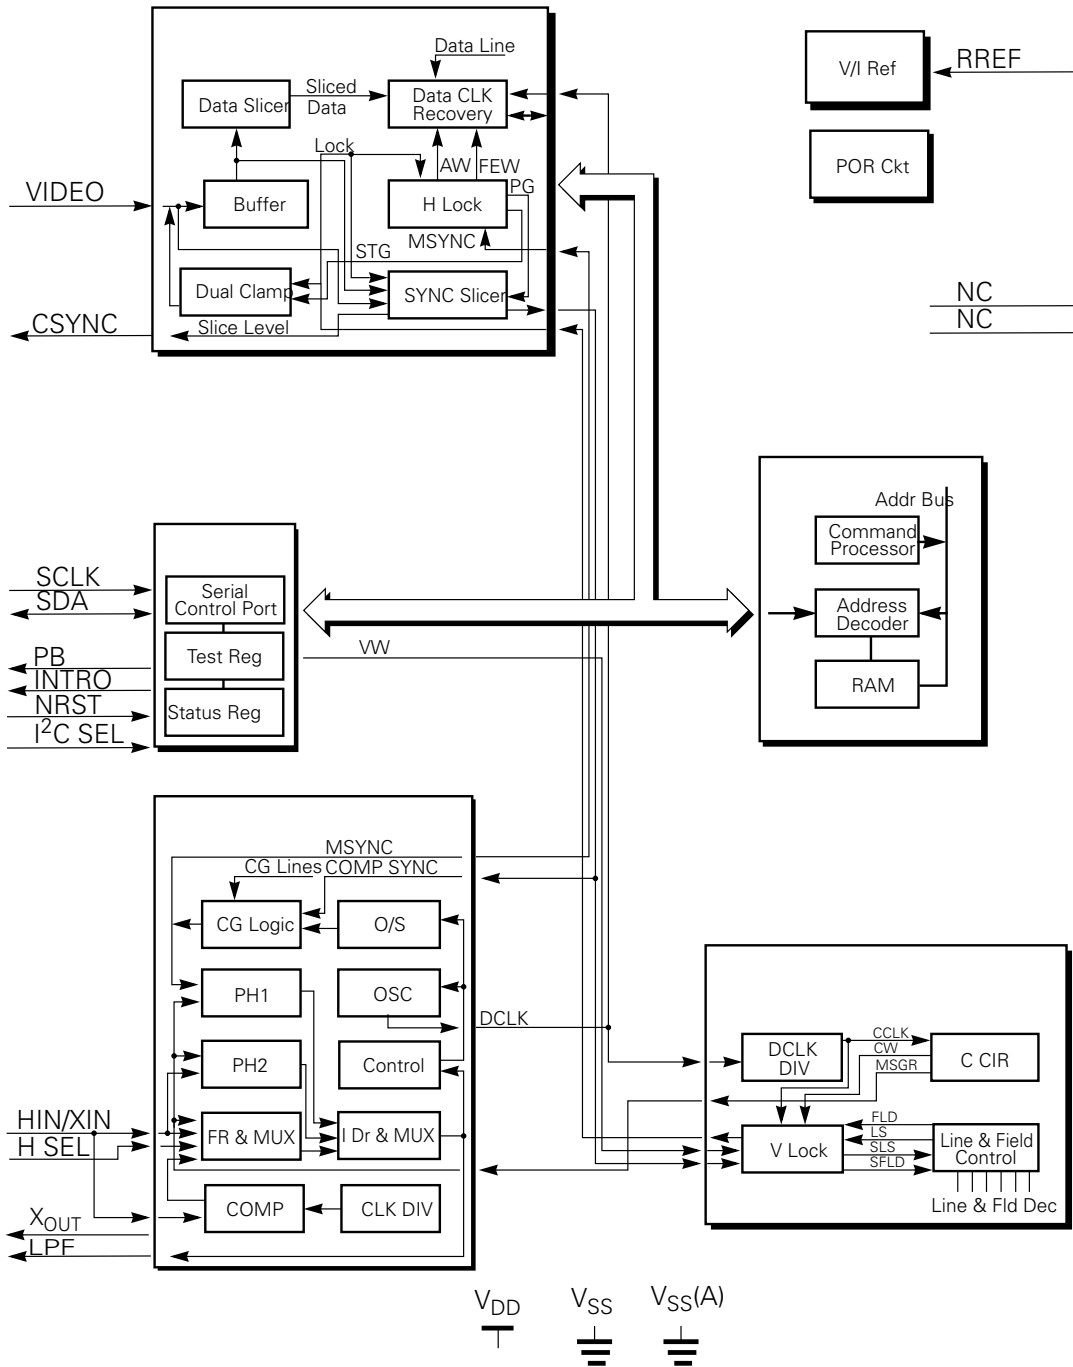 Data Line
V/I Ref
RREF
Data Slicer
Sliced
Data
Data CLK
Recovery
POR Ckt
Lock
AW
FEW
PG
VIDEO
Buffer
H Lock
MSYNC
STG
Dual Clamp
SYNC Slicer
CSYNC
Slice Level
NC
NC
Addr Bus
Command
Processor
SCLK
SDA
Serial
Control Port
Address
Decoder
PB
INTRO
Test Reg
VW
RAM
NRST
I2C SEL
Status Reg
MSYNC
CG Lines
COMP SYNC
CG Logic
O/S
PH1
OSC
DCLK
PH2
Control
DCLK
DIV
CCLK
CW
MSGR
C CIR
HIN/XIN
H SEL
FR & MUX
I Dr & MUX
V Lock
FLD
LS
SLS
SFLD
Line & Field
Control
Line & Fld Dec
COMP
CLK DIV
XOUT
LPF
VDD
VSS
VSS(A)